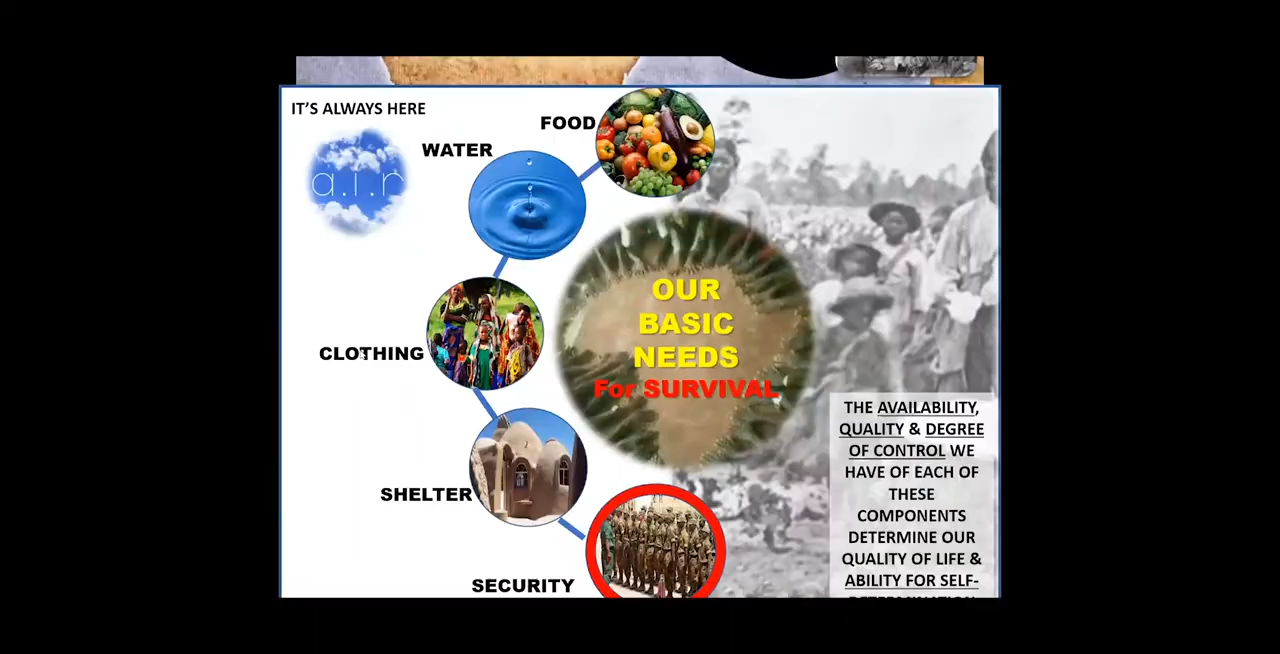 IT'S ALWAYS HERE
a.i.r
FOOD
WATER
CLOTHING
SHELTER
SECURITY
OUR
BASIC
NEEDS
For SURVIVAL
THE AVAILABILITY,
QUALITY & DEGREE
OF CONTROL WE
HAVE OF EACH OF
THESE
COMPONENTS
DETERMINE OUR
QUALITY OF LIFE &
ABILITY FOR SELF-
DETERMINATION